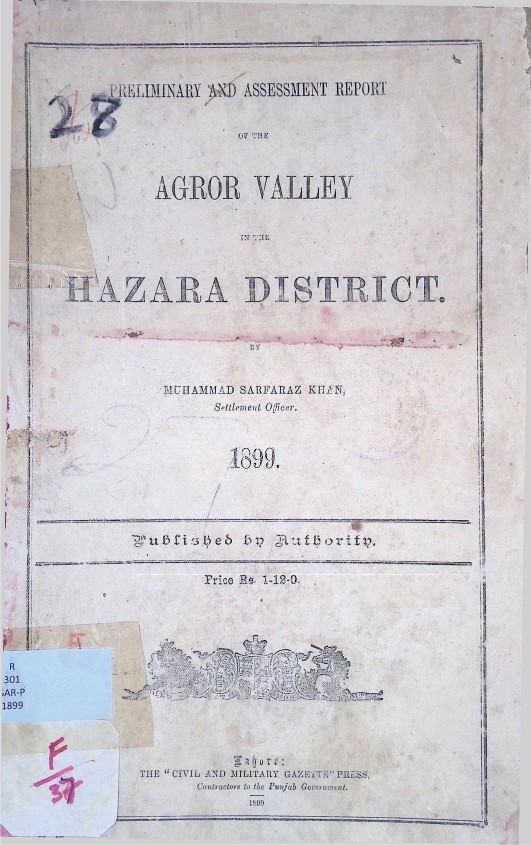 28
PRELIMINARY AND ASSESSMENT REPORT
OF THE
AGROR VALLEY
IN THE
HAZARA DISTRICT.
BY
MUHAMMAD SARFARAZ KHAN,
Settlement Officer.
1899.
Published by Authority.
Price Rs. 1-12-0.
R
301
SAR-P
1899
F
37
Lahore:
THE "CIVIL AND MILITARY GAZETTE" PRESS,
Contractors to the Punjab Government.
1899